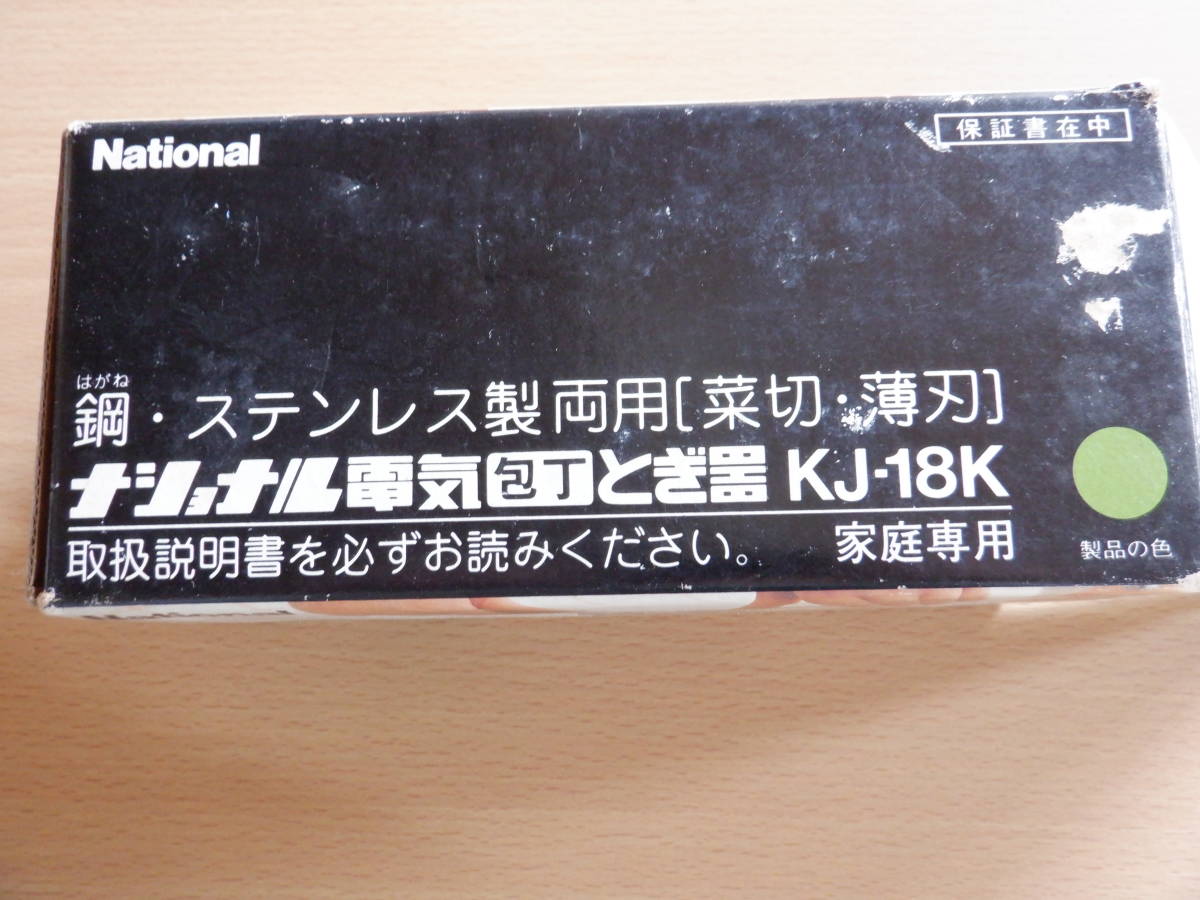 National
保証書在中
はがね
鋼・ステンレス製両用[菜切・薄刃]
ナショナル電気包丁とぎ器 KJ-18K
取扱説明書を必ずお読みください。 家庭専用
製品の色